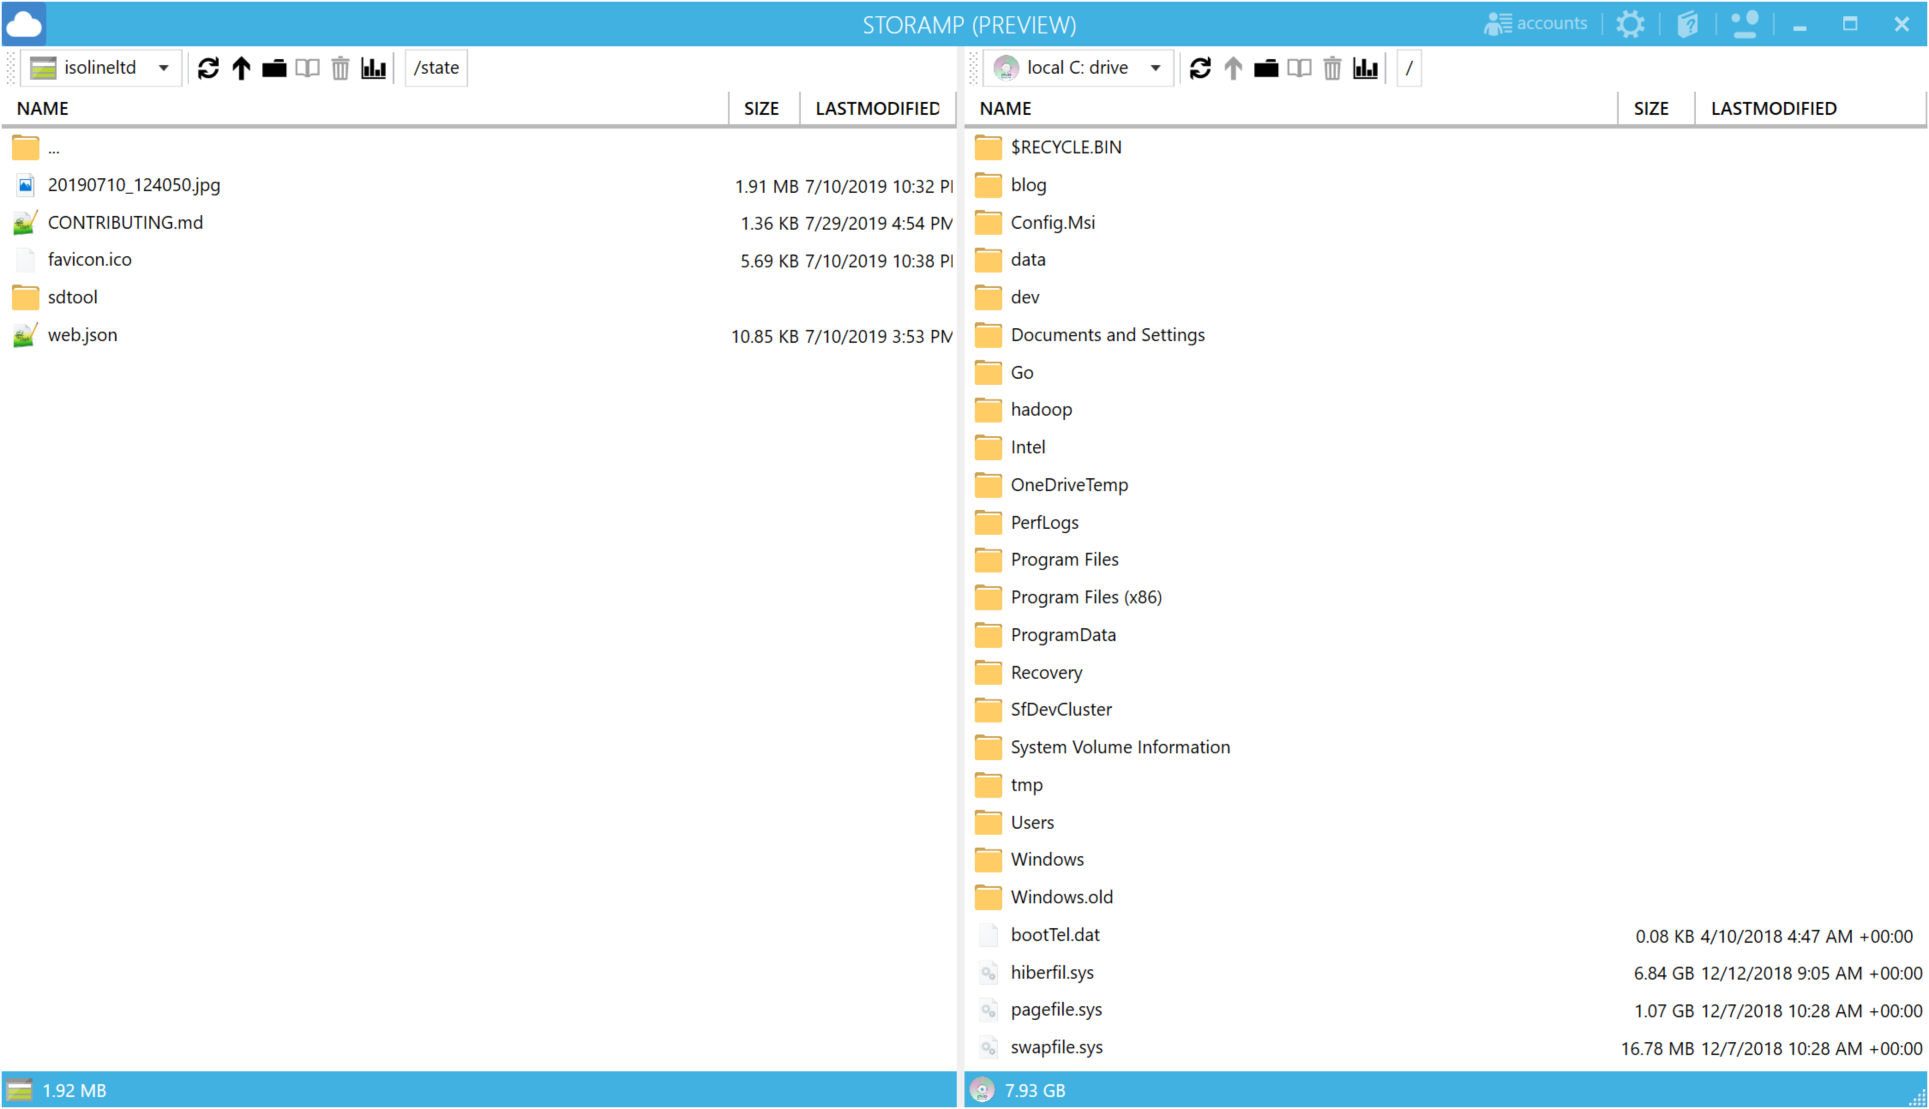 STORAMP (PREVIEW)
accounts
isolineltd
/state
local C: drive
/
NAME SIZE LASTMODIFIED
...
20190710_124050.jpg 1.91 MB 7/10/2019 10:32 P
CONTRIBUTING.md 1.36 KB 7/29/2019 4:54 PM
favicon.ico 5.69 KB 7/10/2019 10:38 P
sdtool
web.json 10.85 KB 7/10/2019 3:53 PM
1.92 MB
NAME SIZE LASTMODIFIED
$RECYCLE.BIN
blog
Config.Msi
data
dev
Documents and Settings
Go
hadoop
Intel
OneDriveTemp
PerfLogs
Program Files
Program Files (x86)
ProgramData
Recovery
SfDevCluster
System Volume Information
tmp
Users
Windows
Windows.old
bootTel.dat 0.08 KB 4/10/2018 4:47 AM +00:00
hiberfil.sys 6.84 GB 12/12/2018 9:05 AM +00:00
pagefile.sys 1.07 GB 12/7/2018 10:28 AM +00:00
swapfile.sys 16.78 MB 12/7/2018 10:28 AM +00:00
7.93 GB